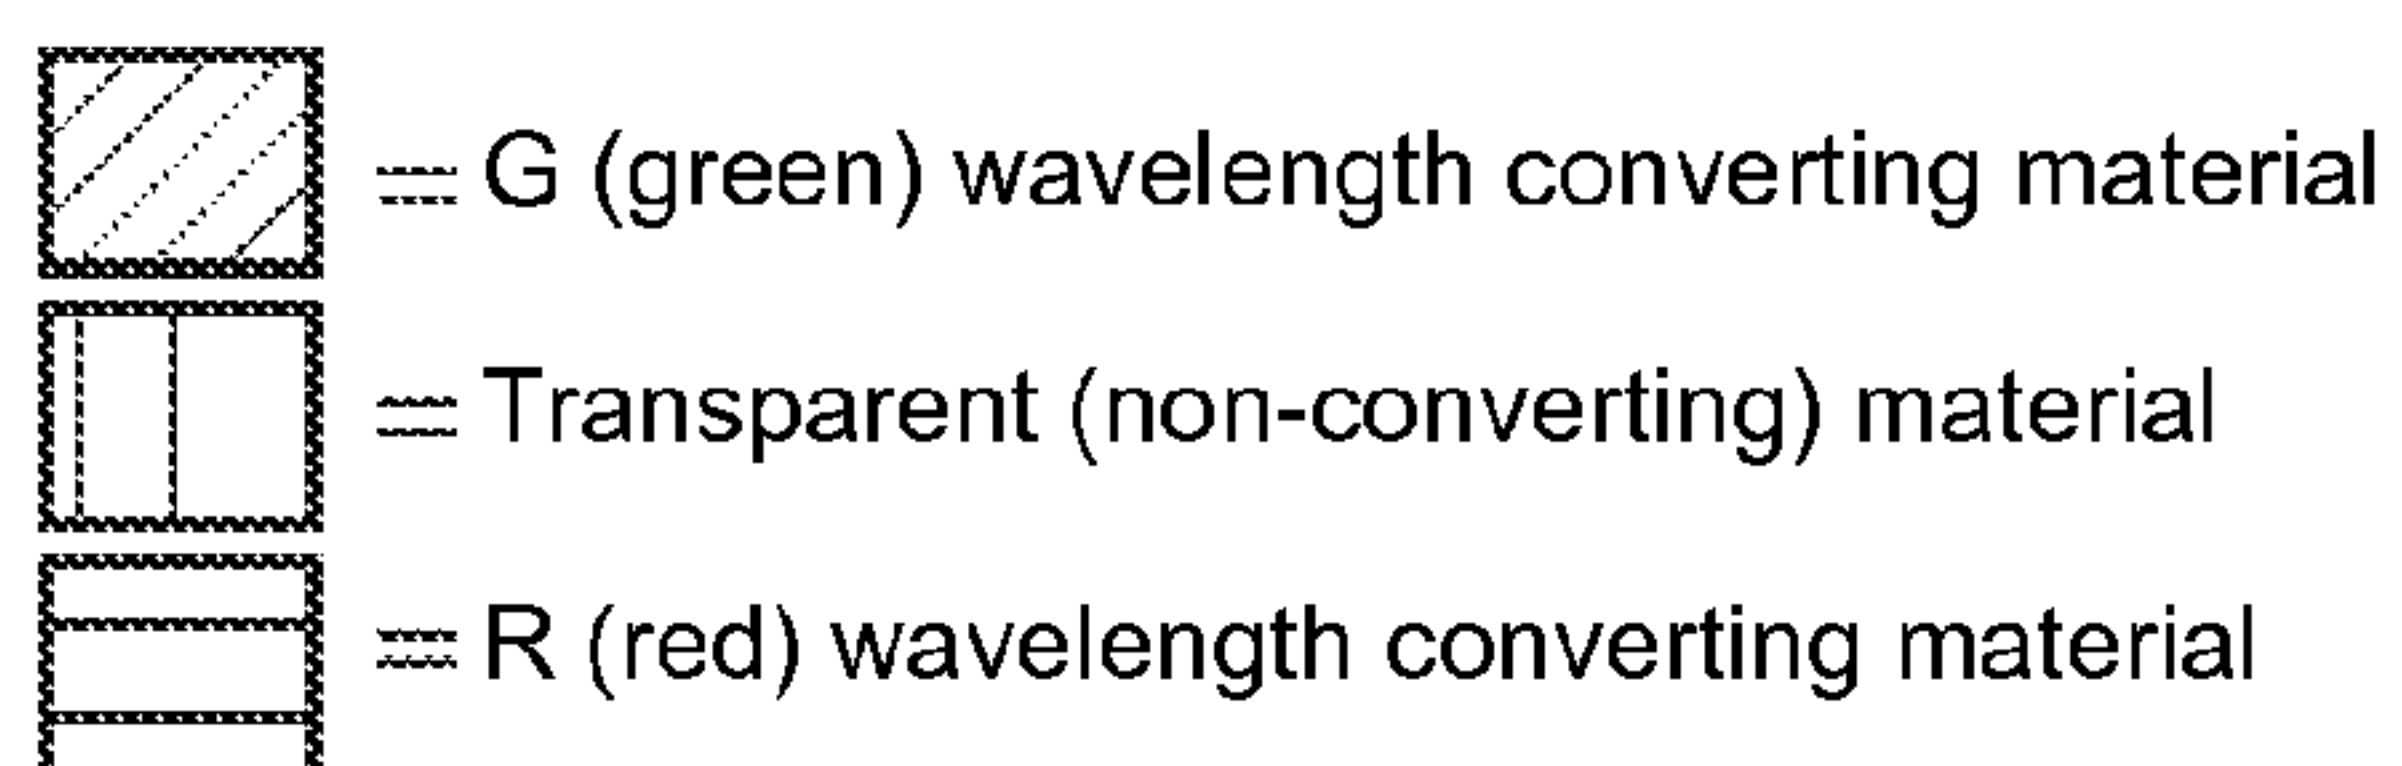 = G (green) wavelength converting material
= Transparent (non-converting) material
= R (red) wavelength converting material